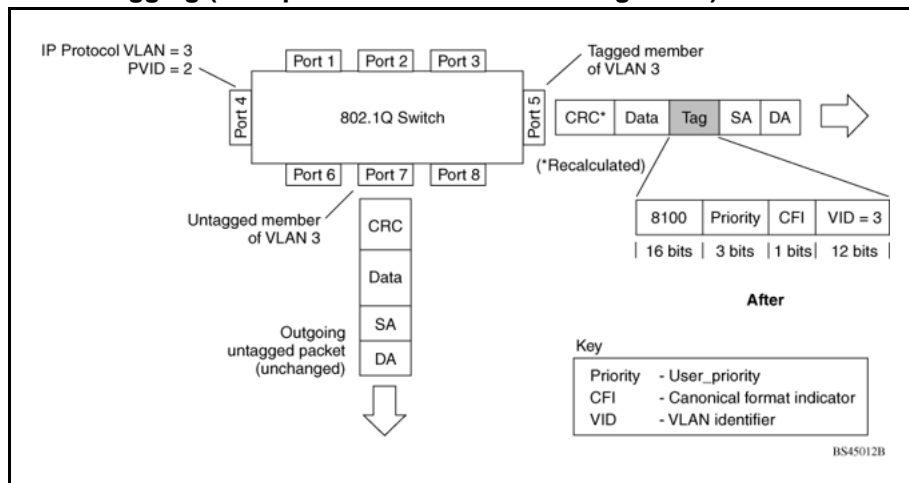 IP Protocol VLAN = 3
PVID = 2
Port 1
Port 2
Port 3
Tagged member
of VLAN 3
Port 4
802.1Q Switch
Port 5
CRC*
Data
Tag
SA
DA
(*Recalculated)
Port 6
Port 7
Port 8
Untagged member
of VLAN 3
8100
Priority
CFI
VID = 3
16 bits
3 bits
1 bits
12 bits
CRC
Data
SA
DA
Outgoing
untagged packet
(unchanged)
After
Key
Priority - User_priority
CFI - Canonical format indicator
VID - VLAN identifier
BS45012B